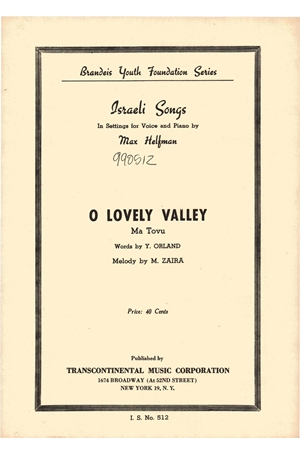 Brandeis Youth Foundation Series
Israeli Songs
In Settings for Voice and Piano by
Max Helfman
990512
O LOVELY VALLEY
Ma Tovu
Words by Y. ORLAND
Melody by M. ZAIRA
Price: 40 Cents
Published by
TRANSCONTINENTAL MUSIC CORPORATION
1674 BROADWAY (At 52ND STREET)
NEW YORK 19, N. Y.
I. S. No. 512